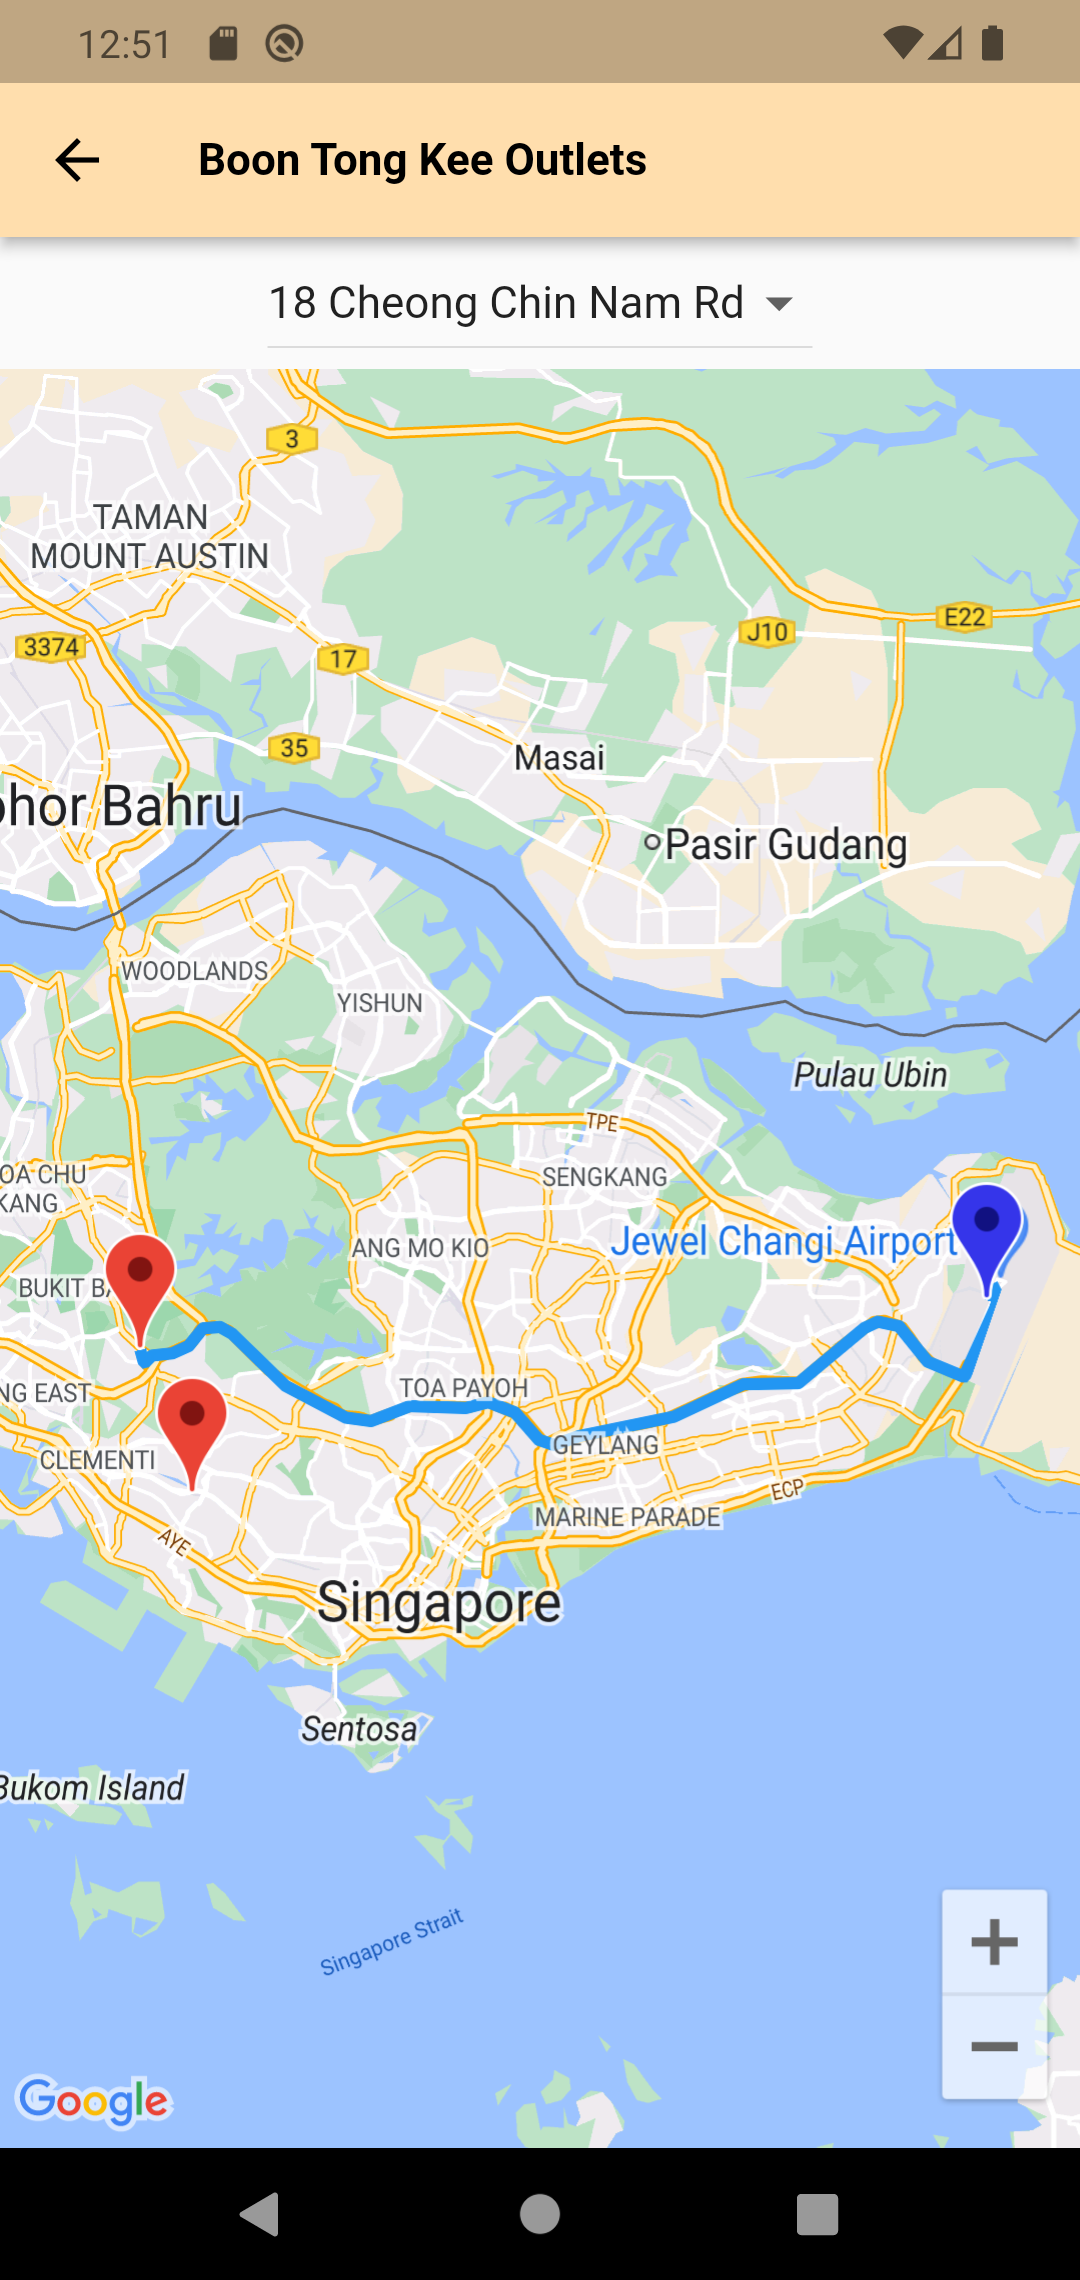 12:51
Boon Tong Kee Outlets
18 Cheong Chin Nam Rd
3
TAMAN
MOUNT AUSTIN
E22
J10
3374
17
35
Masai
ohor Bahru
Pasir Gudang
WOODLANDS
YISHUN
Pulau Ubin
TPE
OA CHU
KANG
SENGKANG
Jewel Changi Airport
ANG MO KIO
BUKIT BA
NG EAST
TOA PAYOH
GEYLANG
CLEMENTI
ECP
MARINE PARADE
AYE
Singapore
Sentosa
Bukom Island
Singapore Strait
Google